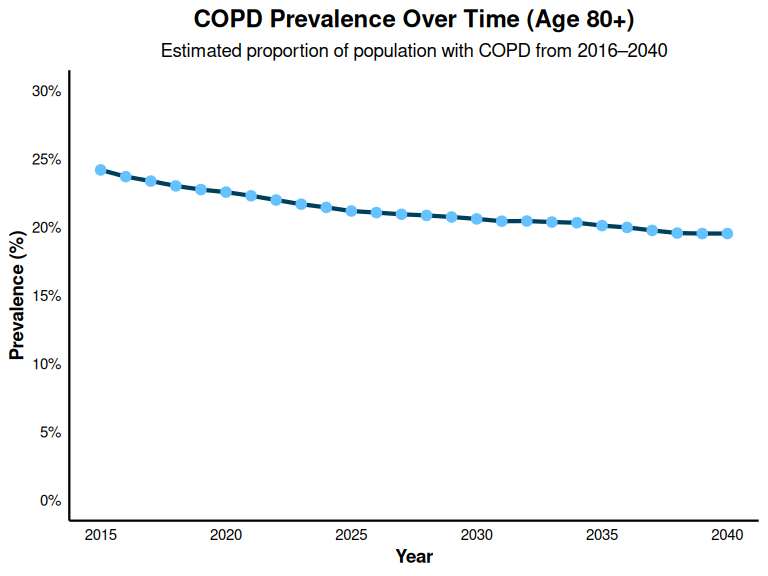 COPD Prevalence Over Time (Age 80+)
Estimated proportion of population with COPD from 2016–2040
Prevalence (%)
30%
25%
20%
15%
10%
5%
0%
2015 2020 2025 2030 2035 2040
Year